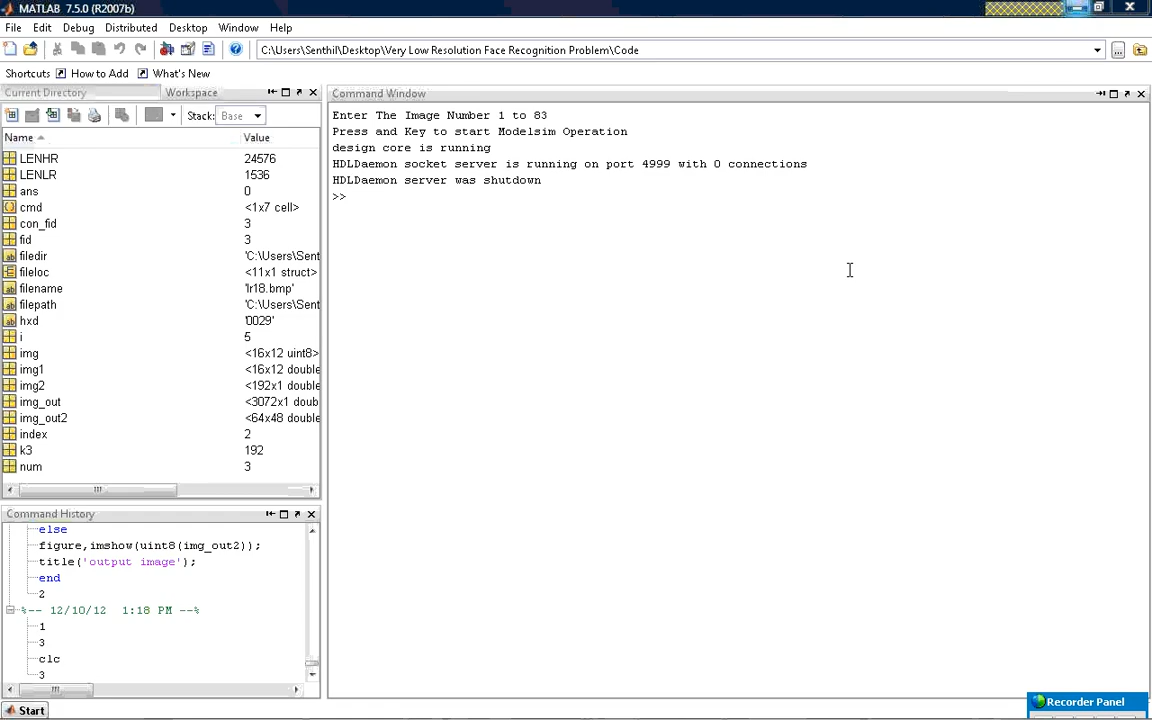 MATLAB 7.5.0 (R2007b)
File Edit Debug Distributed Desktop Window Help
C:\Users\Senthil\Desktop\Very Low Resolution Face Recognition Problem\Code
Shortcuts How to Add What's New
Current Directory Workspace
Stack: Base
Name Value
LENHR 24576
LENLR 1536
ans 0
cmd <1x7 cell>
con_fid 3
fid 3
filedir 'C:\Users\Sent
fileloc <11x1 struct>
filename 'lr18.bmp'
filepath 'C:\Users\Sent
hxd '0029'
i 5
img <16x12 uint8>
img1 <16x12 double
img2 <192x1 double
img_out <3072x1 doub
img_out2 <64x48 double
index 2
k3 192
num 3
Command History
else
figure,imshow(uint8(img_out2));
title('output image');
end
2
%-- 12/10/12 1:18 PM --%
1
3
clc
3
Start
Command Window
Enter The Image Number 1 to 83
Press and Key to start Modelsim Operation
design core is running
HDLDaemon socket server is running on port 4999 with 0 connections
HDLDaemon server was shutdown
>>
Recorder Panel